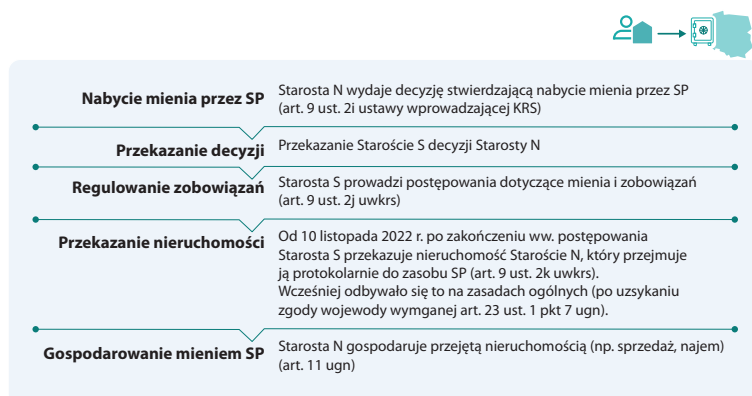 Nabycie mienia przez SP
Starosta N wydaje decyzję stwierdzającą nabycie mienia przez SP
(art. 9 ust. 2i ustawy wprowadzającej KRS)
Przekazanie decyzji
Przekazanie Staroście S decyzji Starosty N
Regulowanie zobowiązań
Starosta S prowadzi postępowania dotyczące mienia i zobowiązań
(art. 9 ust. 2j uwkrs)
Przekazanie nieruchomości
Od 10 listopada 2022 r. po zakończeniu ww. postępowania
Starosta S przekazuje nieruchomość Staroście N, który przejmuje
ją protokolarnie do zasobu SP (art. 9 ust. 2k uwkrs).
Wcześniej odbywało się to na zasadach ogólnych (po uzyskaniu
zgody wojewody wymganej art. 23 ust. 1 pkt 7 ugn).
Gospodarowanie mieniem SP
Starosta N gospodaruje przejętą nieruchomością (np. sprzedaż, najem)
(art. 11 ugn)